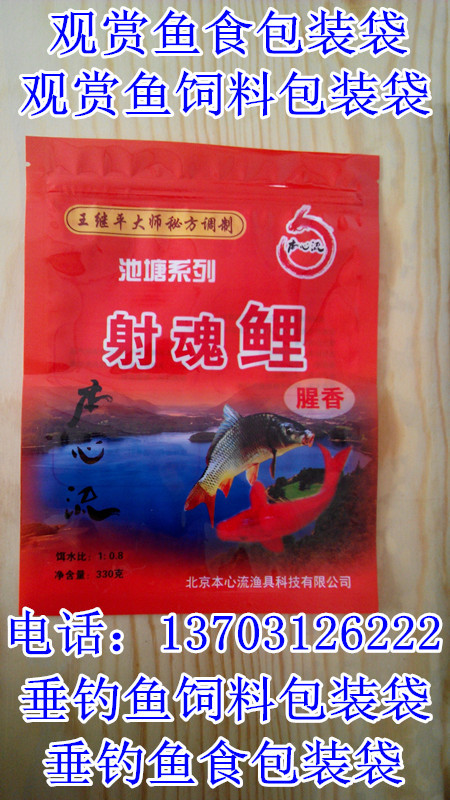 观赏鱼食包装袋
观赏鱼饲料包装袋
王继平大师秘方调制
本心流
池塘系列
射魂鲤
腥香
本心流
饵水比：1:0.8
净含量：330克
北京本心流渔具科技有限公司
电话：13703126222
垂钓鱼饲料包装袋
垂钓鱼食包装袋